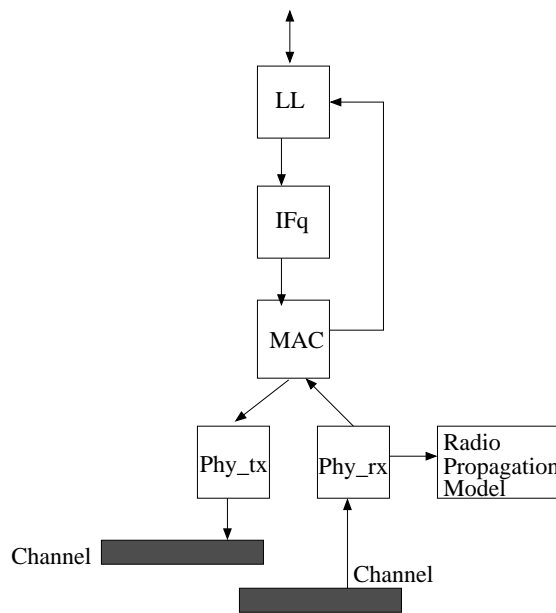 LL
IFq
MAC
Phy_tx
Phy_rx
Radio
Propagation
Model
Channel
Channel